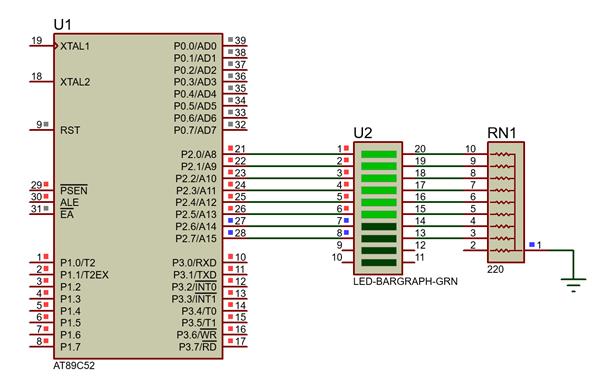 U1
19 XTAL1 P0.0/AD0 39
P0.1/AD1 38
P0.2/AD2 37
18 XTAL2 P0.3/AD3 36
P0.4/AD4 35
P0.5/AD5 34
P0.6/AD6 33
9 RST P0.7/AD7 32
U2 RN1
P2.0/A8 21 1 20 10
P2.1/A9 22 2 19 9
P2.2/A10 23 3 18 8
29 PSEN P2.3/A11 24 4 17 7
30 ALE P2.4/A12 25 5 16 6
31 EA P2.5/A13 26 6 15 5
P2.6/A14 27 7 14 4
P2.7/A15 28 8 13 3
9 12 2 1
10 11
220
LED-BARGRAPH-GRN
1 P1.0/T2 P3.0/RXD 10
2 P1.1/T2EX P3.1/TXD 11
3 P1.2 P3.2/INT0 12
4 P1.3 P3.3/INT1 13
5 P1.4 P3.4/T0 14
6 P1.5 P3.5/T1 15
7 P1.6 P3.6/WR 16
8 P1.7 P3.7/RD 17
AT89C52